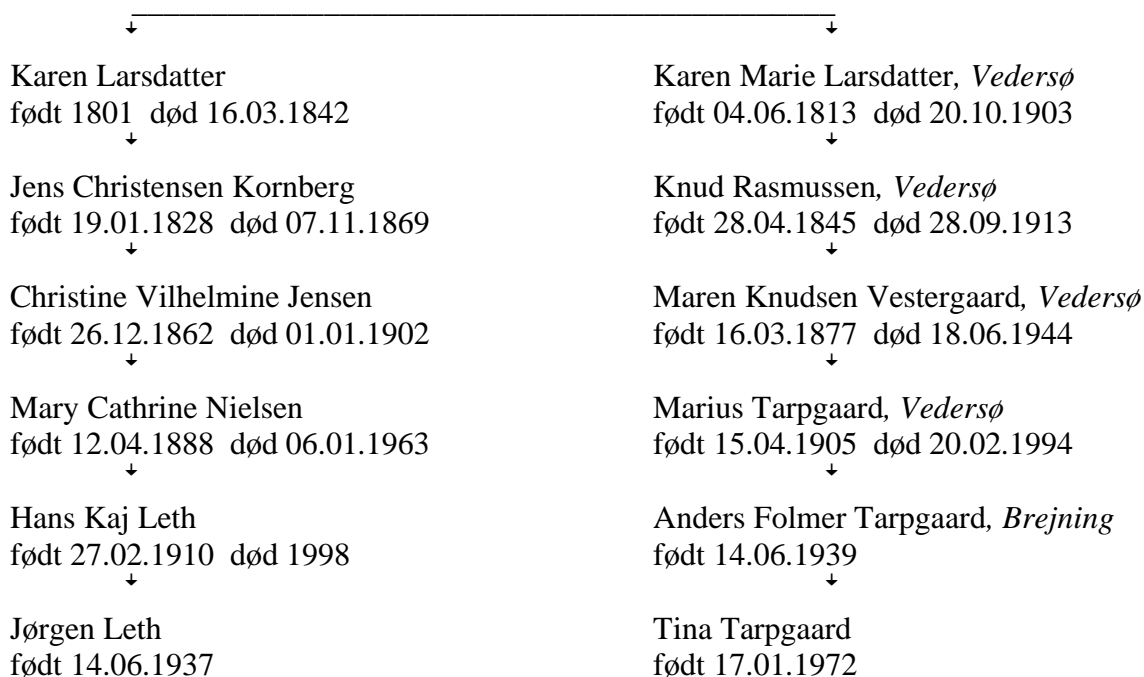 Karen Larsdatter
født 1801 død 16.03.1842
Jens Christensen Kornberg
født 19.01.1828 død 07.11.1869
Christine Vilhelmine Jensen
født 26.12.1862 død 01.01.1902
Mary Cathrine Nielsen
født 12.04.1888 død 06.01.1963
Hans Kaj Leth
født 27.02.1910 død 1998
Jørgen Leth
født 14.06.1937
Karen Marie Larsdatter, Vedersø
født 04.06.1813 død 20.10.1903
Knud Rasmussen, Vedersø
født 28.04.1845 død 28.09.1913
Maren Knudsen Vestergaard, Vedersø
født 16.03.1877 død 18.06.1944
Marius Tarpgaard, Vedersø
født 15.04.1905 død 20.02.1994
Anders Folmer Tarpgaard, Brejning
født 14.06.1939
Tina Tarpgaard
født 17.01.1972